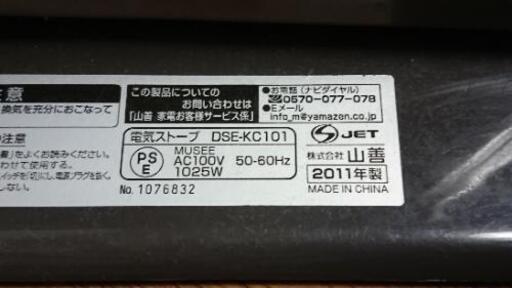 意
換気を充分におこなって
の注意
書」をよくお読みください。
わせて使用する
スイッチを「切」にし、電源プラグを抜く。
この製品についての
お問い合わせは
「山善 家電お客様サービス係」
●お電話(ナビダイヤル)
0570-077-078
●Eメール
info_m@yamazen.co.jp
電気ストーブ DSE-KC101
PS
E
MUSEE
AC100V 50-60Hz
1025W
No.1076832
S JET
株式会社 山善
2011年製
MADE IN CHINA